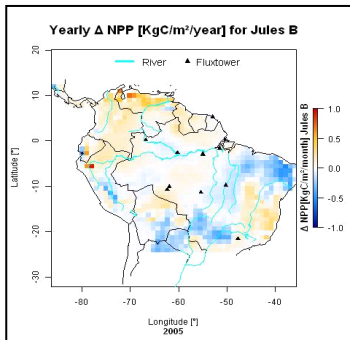 Yearly Δ NPP [KgC/m²/year] for Jules B
River Fluxtower
20
10
0
-10
-20
-30
Latitude [°]
-80 -70 -60 -50 -40
Longitude [°]
2005
1.0
0.5
0.0
-0.5
-1.0
Δ NPP[KgC/m²/month] Jules B